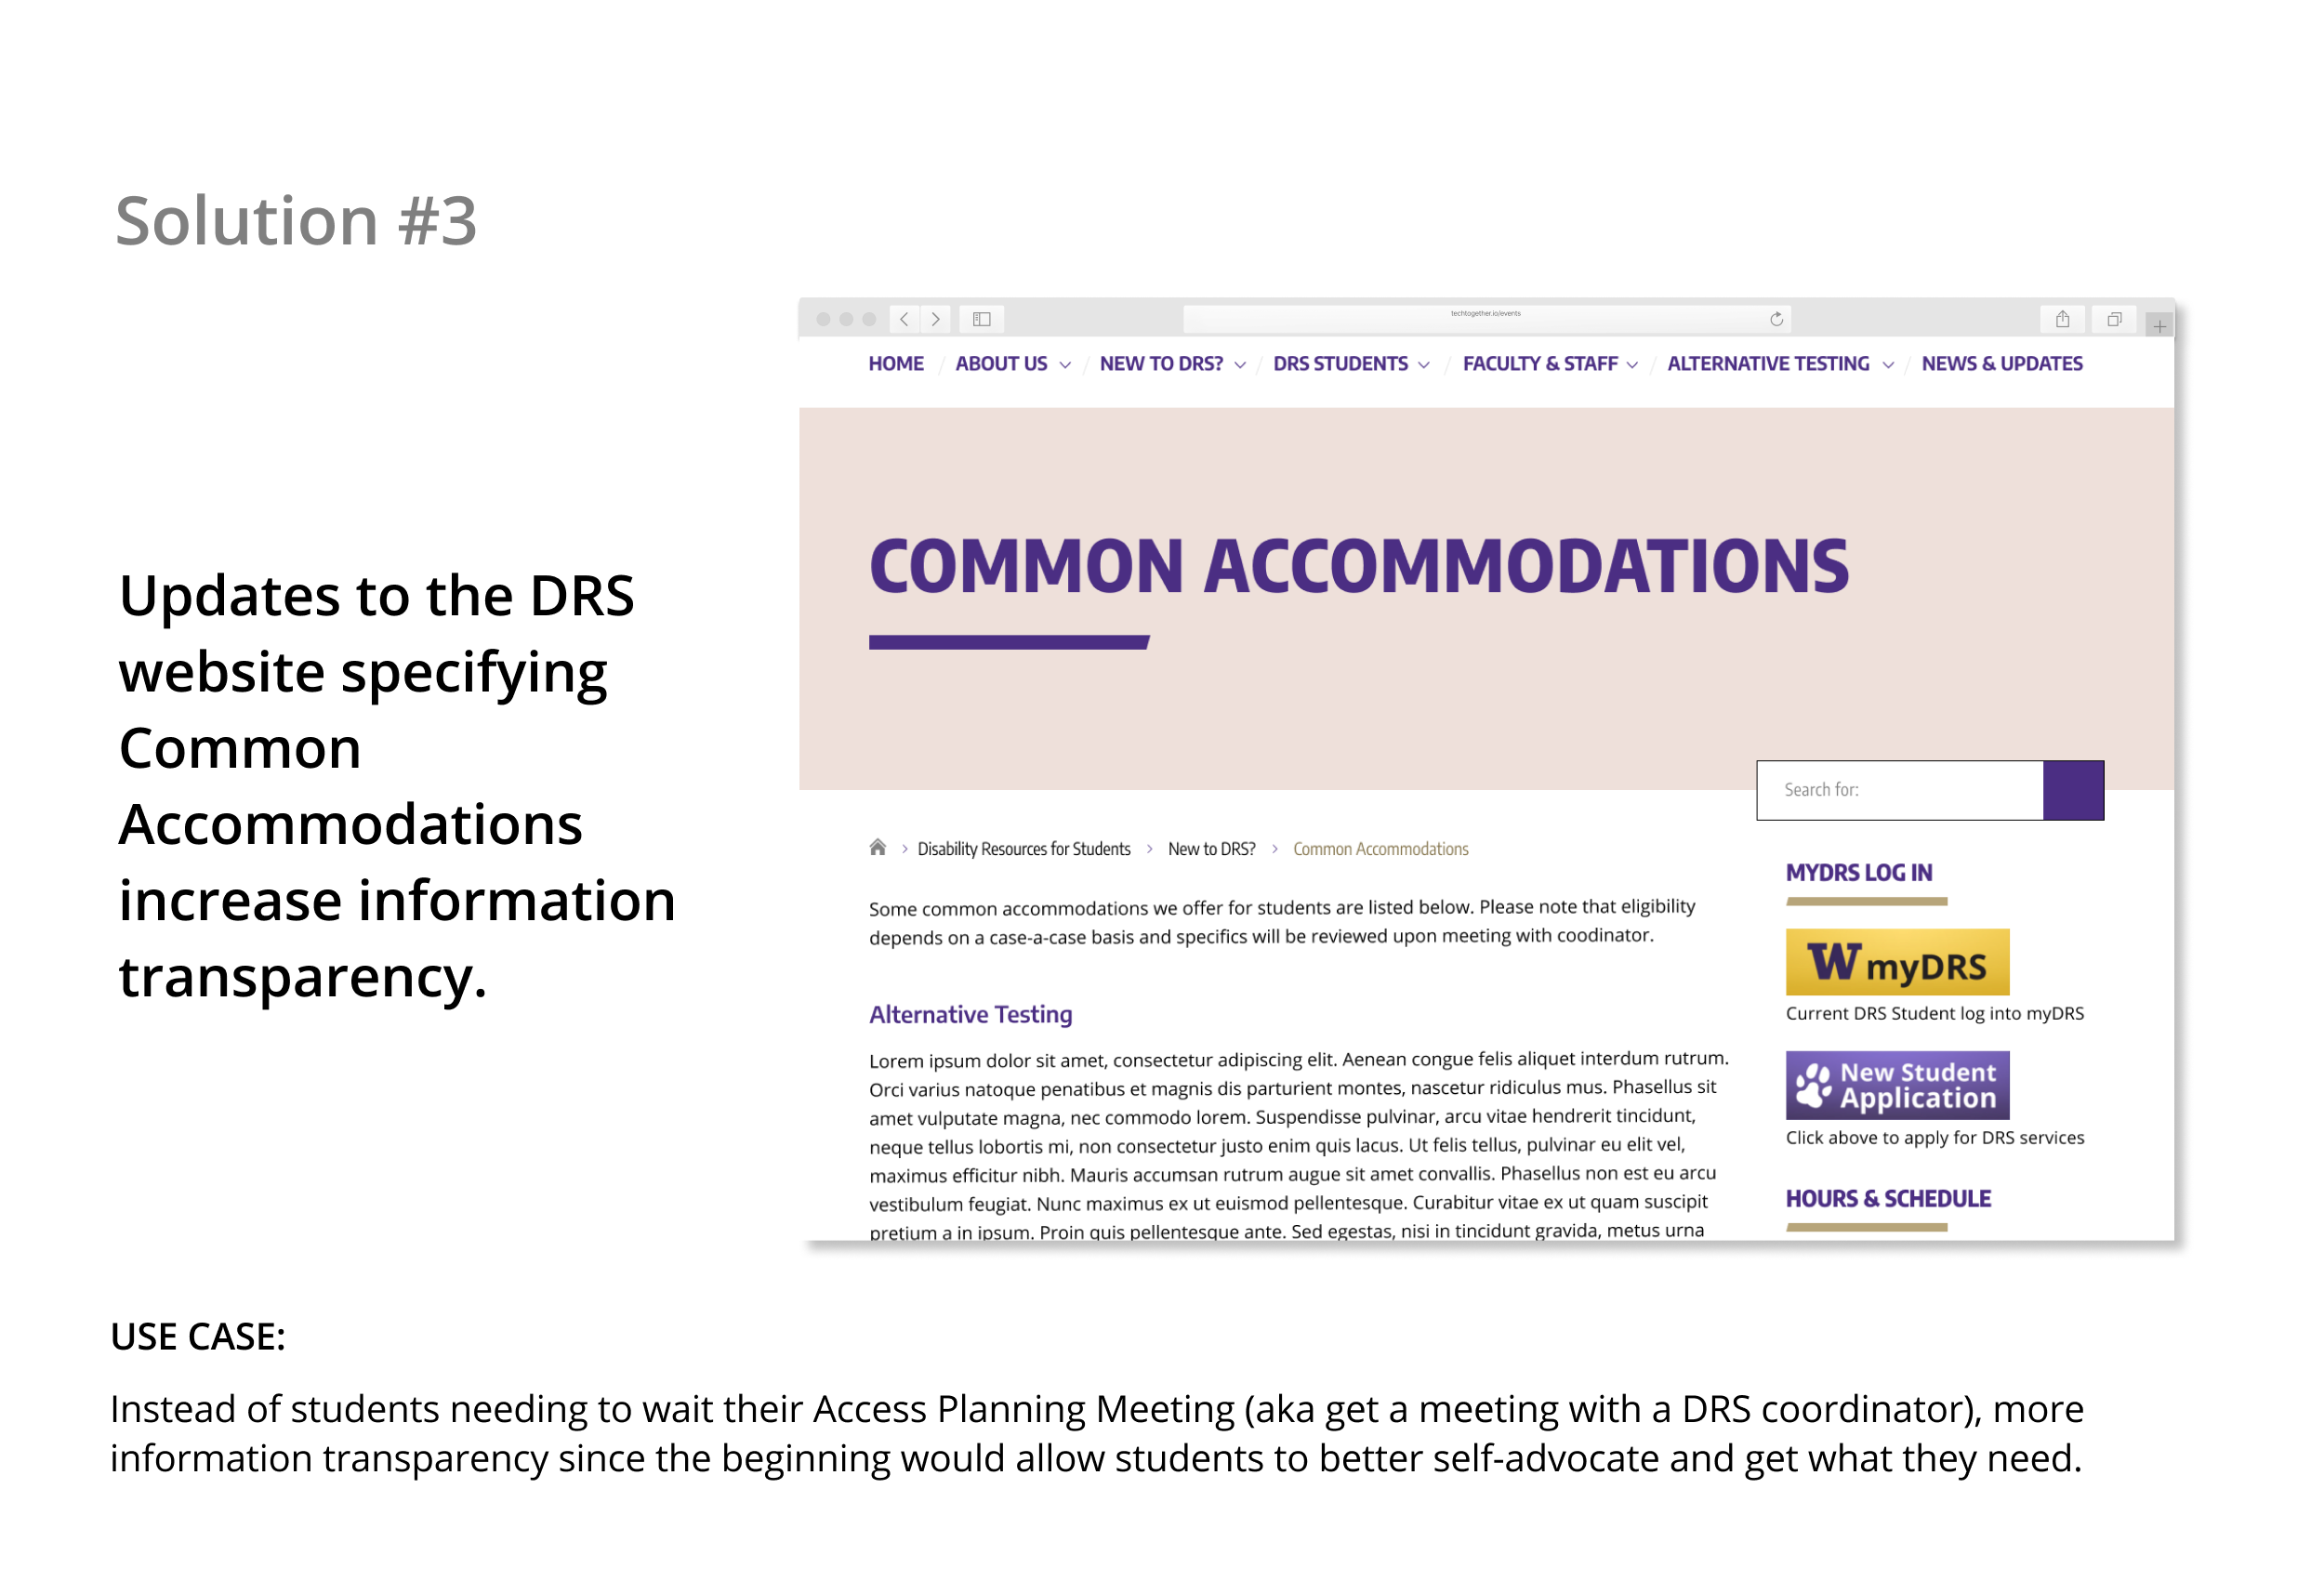 Solution #3
Updates to the DRS
website specifying
Common
Accommodations
increase information
transparency.
techtogether.io/events
HOME / ABOUT US / NEW TO DRS? / DRS STUDENTS / FACULTY & STAFF / ALTERNATIVE TESTING / NEWS & UPDATES
COMMON ACCOMMODATIONS
Search for:
> Disability Resources for Students > New to DRS? > Common Accommodations
Some common accommodations we offer for students are listed below. Please note that eligibility
depends on a case-a-case basis and specifics will be reviewed upon meeting with coodinator.
Alternative Testing
Lorem ipsum dolor sit amet, consectetur adipiscing elit. Aenean congue felis aliquet interdum rutrum.
Orci varius natoque penatibus et magnis dis parturient montes, nascetur ridiculus mus. Phasellus sit
amet vulputate magna, nec commodo lorem. Suspendisse pulvinar, arcu vitae hendrerit tincidunt,
neque tellus lobortis mi, non consectetur justo enim quis lacus. Ut felis tellus, pulvinar eu elit vel,
maximus efficitur nibh. Mauris accumsan rutrum augue sit amet convallis. Phasellus non est eu arcu
vestibulum feugiat. Nunc maximus ex ut euismod pellentesque. Curabitur vitae ex ut quam suscipit
pretium a in ipsum. Proin quis pellentesque ante. Sed egestas, nisi in tincidunt gravida, metus urna
MYDRS LOG IN
W myDRS
Current DRS Student log into myDRS
New Student
Application
Click above to apply for DRS services
HOURS & SCHEDULE
USE CASE:
Instead of students needing to wait their Access Planning Meeting (aka get a meeting with a DRS coordinator), more
information transparency since the beginning would allow students to better self-advocate and get what they need.